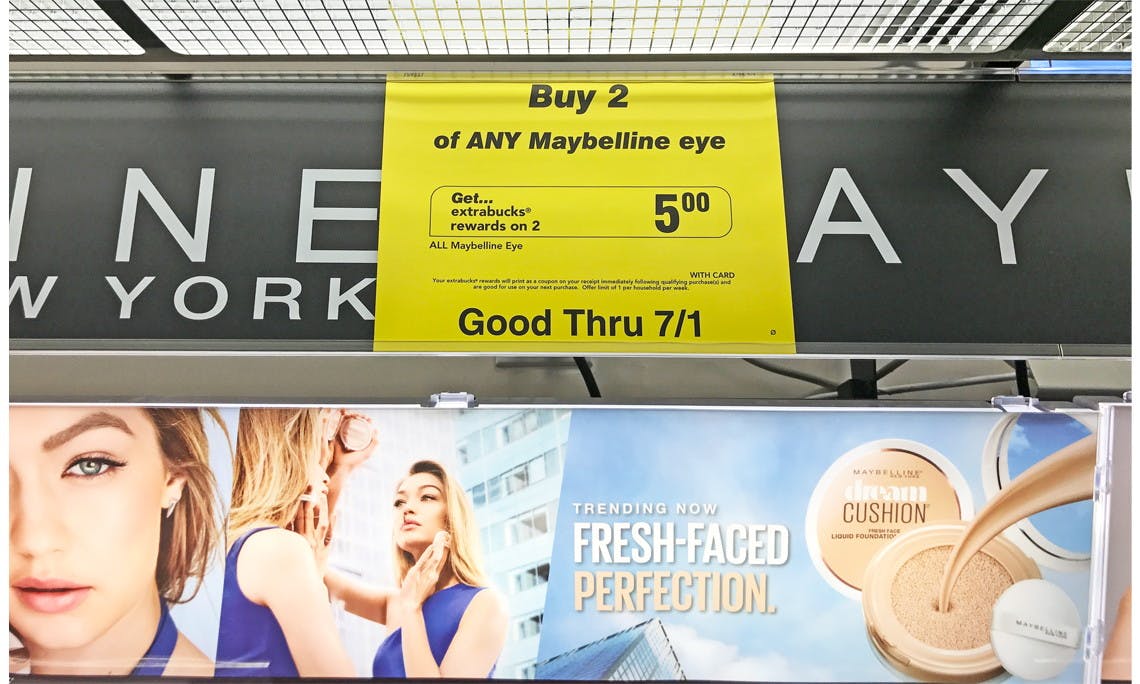 Buy 2
of ANY Maybelline eye
Get...
extrabucks®
rewards on 2
5.00
ALL Maybelline Eye
WITH CARD
Your extrabucks® rewards will print as a coupon on your receipt immediately following qualifying purchase(s) and
are good for use on your next purchase. Offer limit of 1 per household per week.
Good Thru 7/1
INE
AY
W YORK
TRENDING NOW
FRESH-FACED
PERFECTION.
MAYBELLINE
NEW YORK
dream
CUSHION
FRESH FACE
LIQUID FOUNDATION
MAYBELLINE